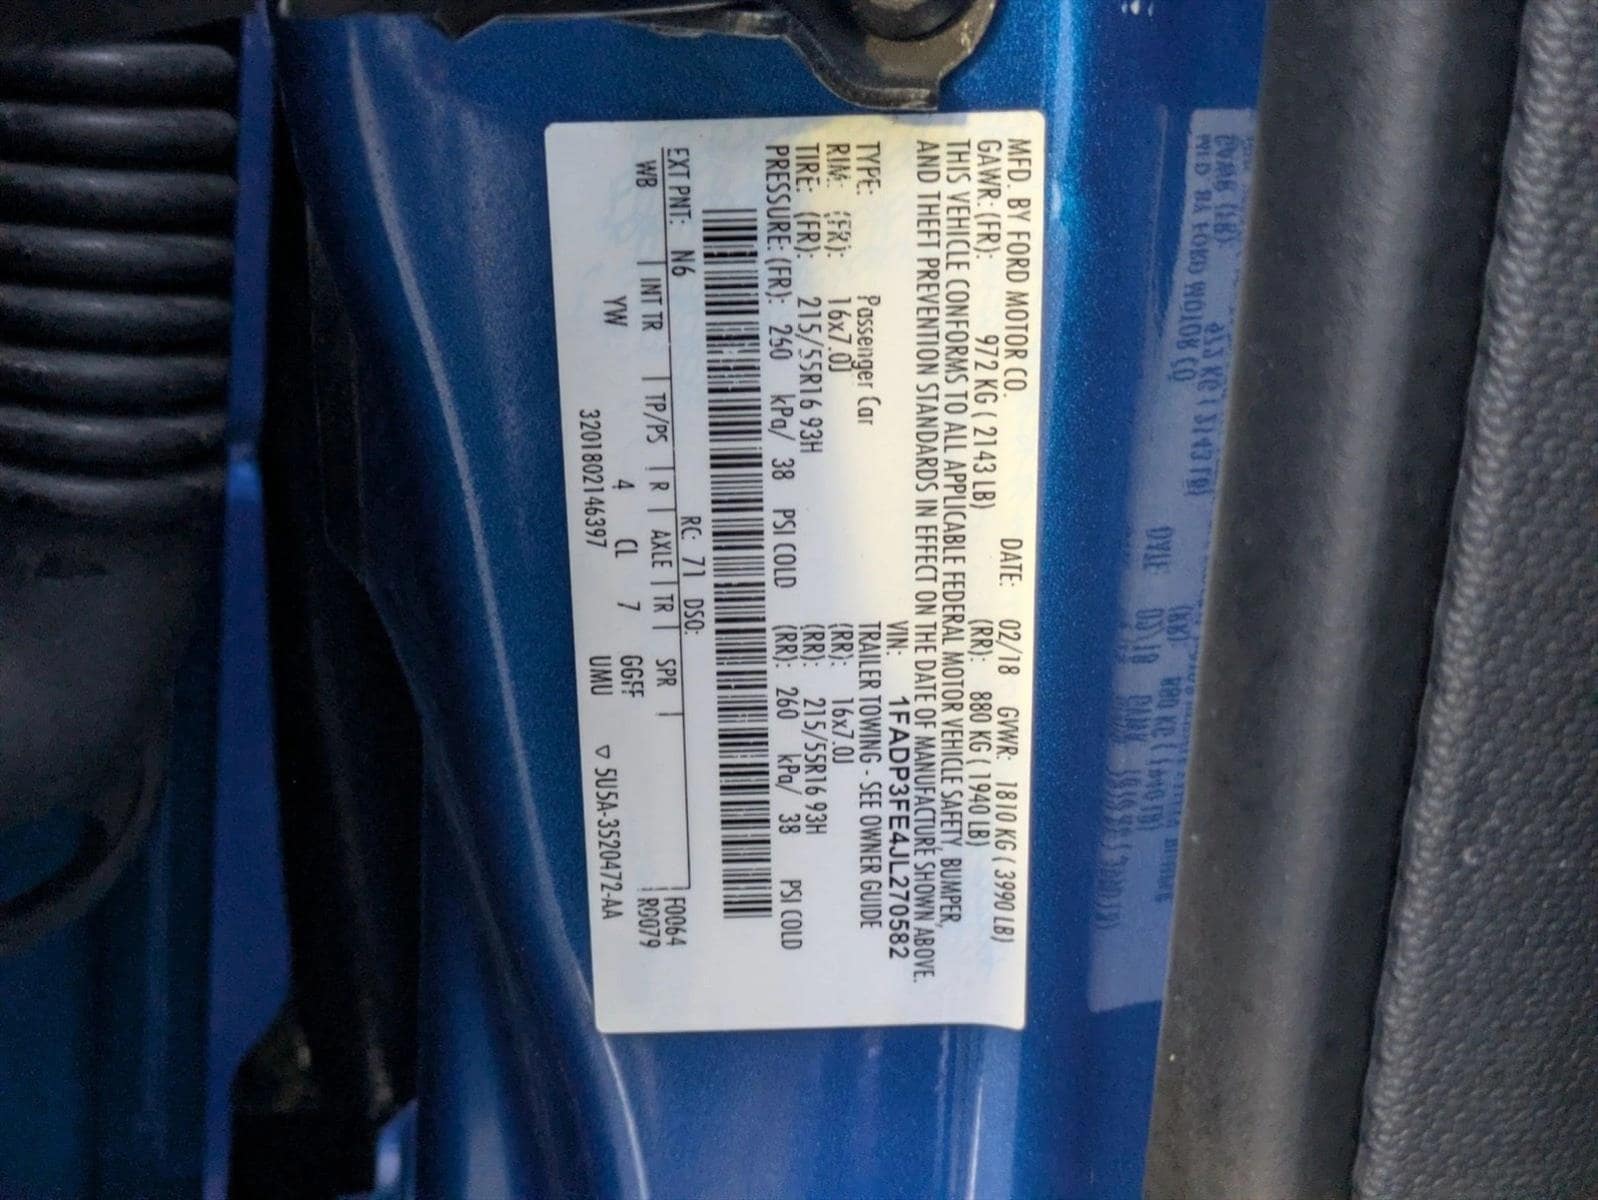 MFD. BY FORD MOTOR CO.
DATE: 02/18 GVWR: 1810 KG ( 3990 LB)
GAWR: (FR): 972 KG ( 2143 LB) (RR): 880 KG ( 1940 LB)
THIS VEHICLE CONFORMS TO ALL APPLICABLE FEDERAL MOTOR VEHICLE SAFETY, BUMPER,
AND THEFT PREVENTION STANDARDS IN EFFECT ON THE DATE OF MANUFACTURE SHOWN ABOVE.
VIN: 1FADP3FE4JL270582
TYPE: Passenger Car TRAILER TOWING - SEE OWNER GUIDE
RIM: (FR): 16x7.0J (RR): 16x7.0J
TIRE: (FR): 215/55R16 93H (RR): 215/55R16 93H
PRESSURE: (FR): 260 kPa/ 38 PSI COLD (RR): 260 kPa/ 38 PSI COLD
EXT PNT: N6 RC: 71 DSO: F0064
WB INT TR TP/PS R AXLE TR SPR R0079
YW 4 CL 7 GGFF
320180214​6397 UMU ▽ 5U5A-3520472-AA